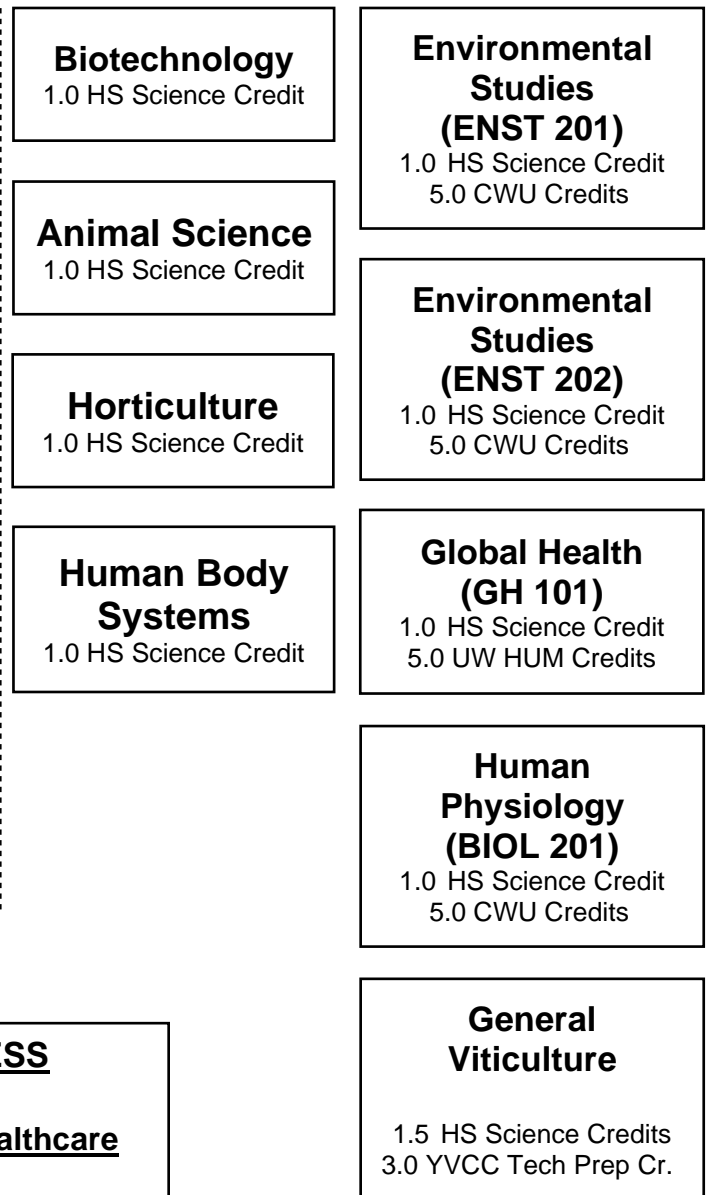 Biotechnology
1.0 HS Science Credit
Animal Science
1.0 HS Science Credit
Horticulture
1.0 HS Science Credit
Human Body
Systems
1.0 HS Science Credit
Environmental
Studies
(ENST 201)
1.0 HS Science Credit
5.0 CWU Credits
Environmental
Studies
(ENST 202)
1.0 HS Science Credit
5.0 CWU Credits
Global Health
(GH 101)
1.0 HS Science Credit
5.0 UW HUM Credits
Human
Physiology
(BIOL 201)
1.0 HS Science Credit
5.0 CWU Credits
General
Viticulture
1.5 HS Science Credits
3.0 YVCC Tech Prep Cr.